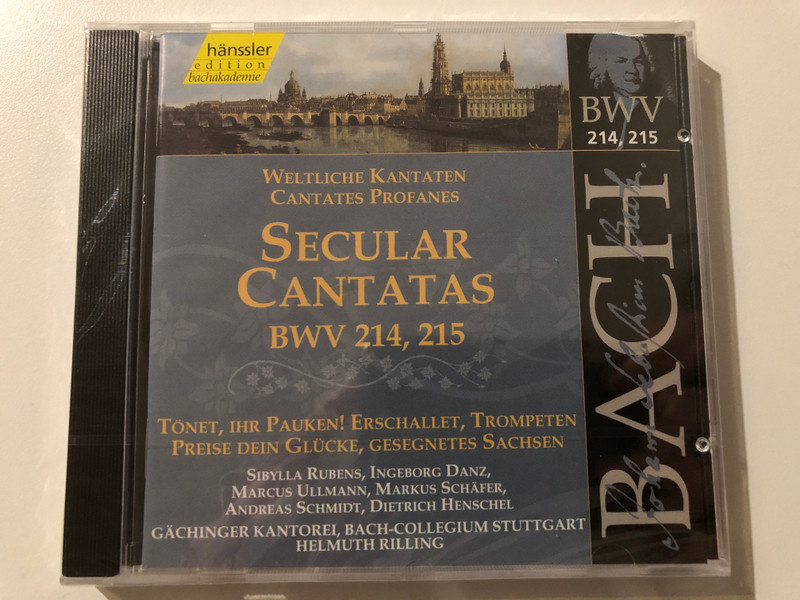 hänssler
edition
bachakademie
BWV
214, 215
WELTLICHE KANTATEN
CANTATES PROFANES
SECULAR
CANTATAS
BWV 214, 215
TÖNET, IHR PAUKEN! ERSCHALLET, TROMPETEN
PREISE DEIN GLÜCKE, GESEGNETES SACHSEN
SIBYLLA RUBENS, INGEBORG DANZ,
MARCUS ULLMANN, MARKUS SCHÄFER,
ANDREAS SCHMIDT, DIETRICH HENSCHEL
GÄCHINGER KANTOREI, BACH-COLLEGIUM STUTTGART
HELMUTH RILLING
BACH